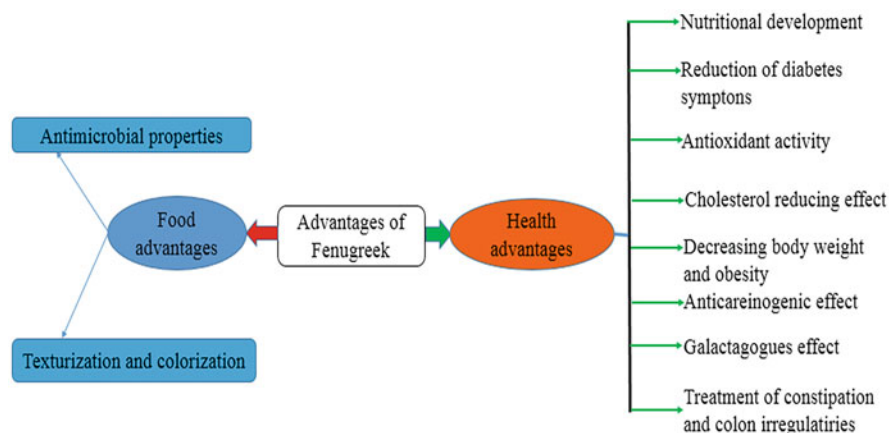 Antimicrobial properties
Texturization and colorization
Food
advantages
Advantages of
Fenugreek
Health
advantages
Nutritional development
Reduction of diabetes
symptons
Antioxidant activity
Cholesterol reducing effect
Decreasing body weight
and obesity
Anticareinogenic effect
Galactagogues effect
Treatment of constipation
and colon irregulatiries